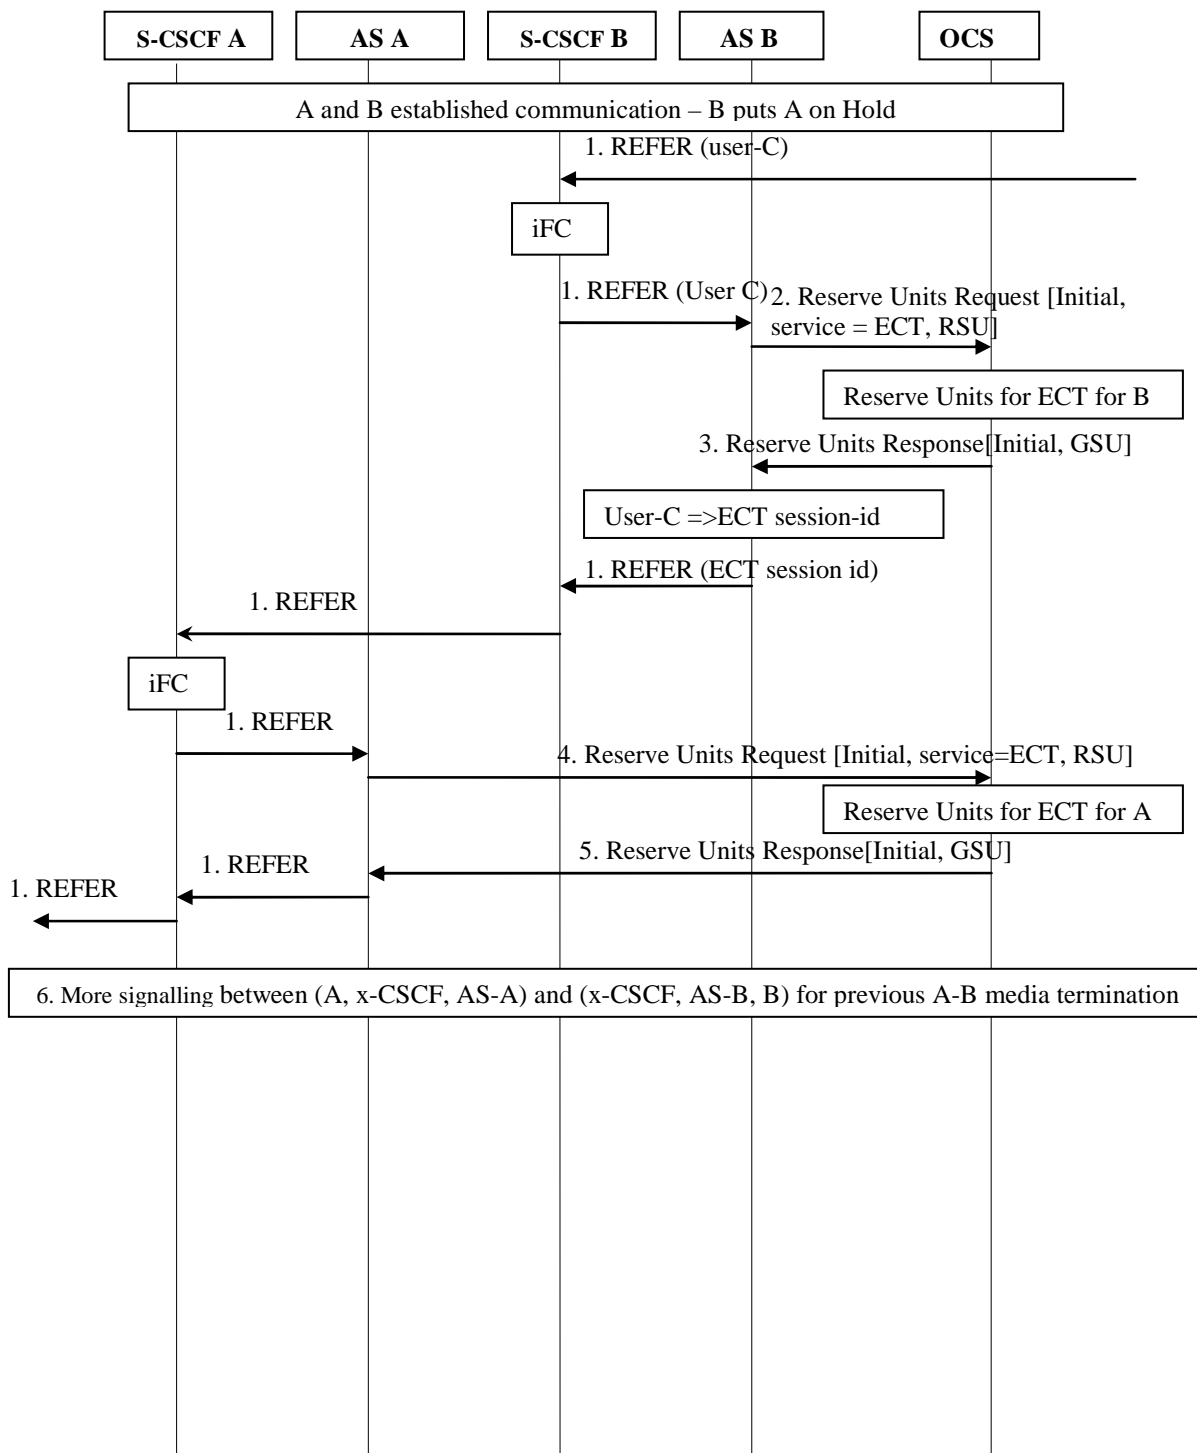 S-CSCF A
AS A
S-CSCF B
AS B
OCS
A and B established communication – B puts A on Hold
1. REFER (user-C)
iFC
1. REFER (User C)
2. Reserve Units Request [Initial,
service = ECT, RSU]
Reserve Units for ECT for B
3. Reserve Units Response[Initial, GSU]
User-C =>ECT session-id
1. REFER (ECT session id)
1. REFER
iFC
1. REFER
4. Reserve Units Request [Initial, service=ECT, RSU]
Reserve Units for ECT for A
5. Reserve Units Response[Initial, GSU]
1. REFER
1. REFER
6. More signalling between (A, x-CSCF, AS-A) and (x-CSCF, AS-B, B) for previous A-B media termination